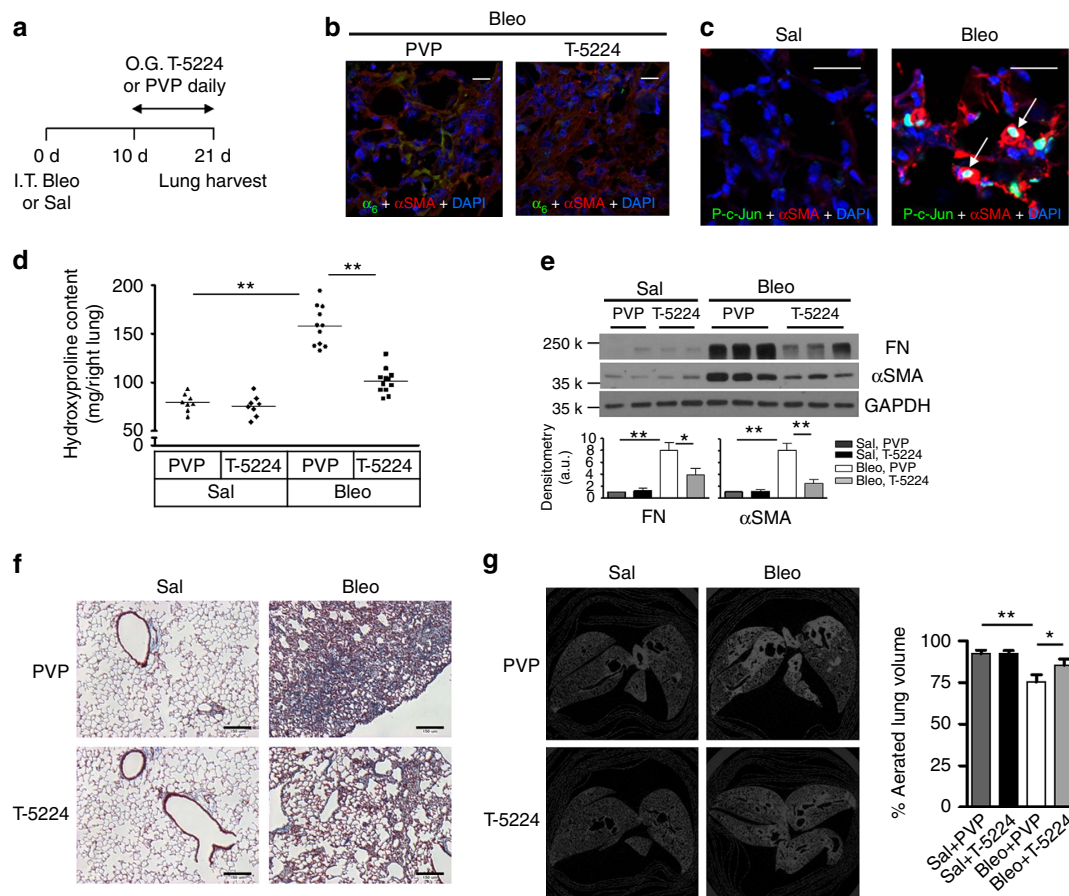 a
O.G. T-5224
or PVP daily
0 d 10 d 21 d
I.T. Bleo
or Sal
Lung harvest
b
Bleo
PVP T-5224
α6 + αSMA + DAPI
α6 + αSMA + DAPI
c
Sal Bleo
P-c-Jun + αSMA + DAPI
P-c-Jun + αSMA + DAPI
d
Hydroxyproline content
(mg/right lung)
200
150
100
50
0
** **
PVP T-5224 PVP T-5224
Sal Bleo
e
Sal Bleo
PVP T-5224 PVP T-5224
250 k FN
35 k αSMA
35 k GAPDH
Densitometry
(a.u.)
10
8
6
4
2
0
** *
** **
FN αSMA
Sal, PVP
Sal, T-5224
Bleo, PVP
Bleo, T-5224
f
Sal Bleo
PVP
T-5224
g
Sal Bleo
PVP
T-5224
% Aerated lung volume
100
75
50
25
0
** *
Sal+PVP
Sal+T-5224
Bleo+PVP
Bleo+T-5224